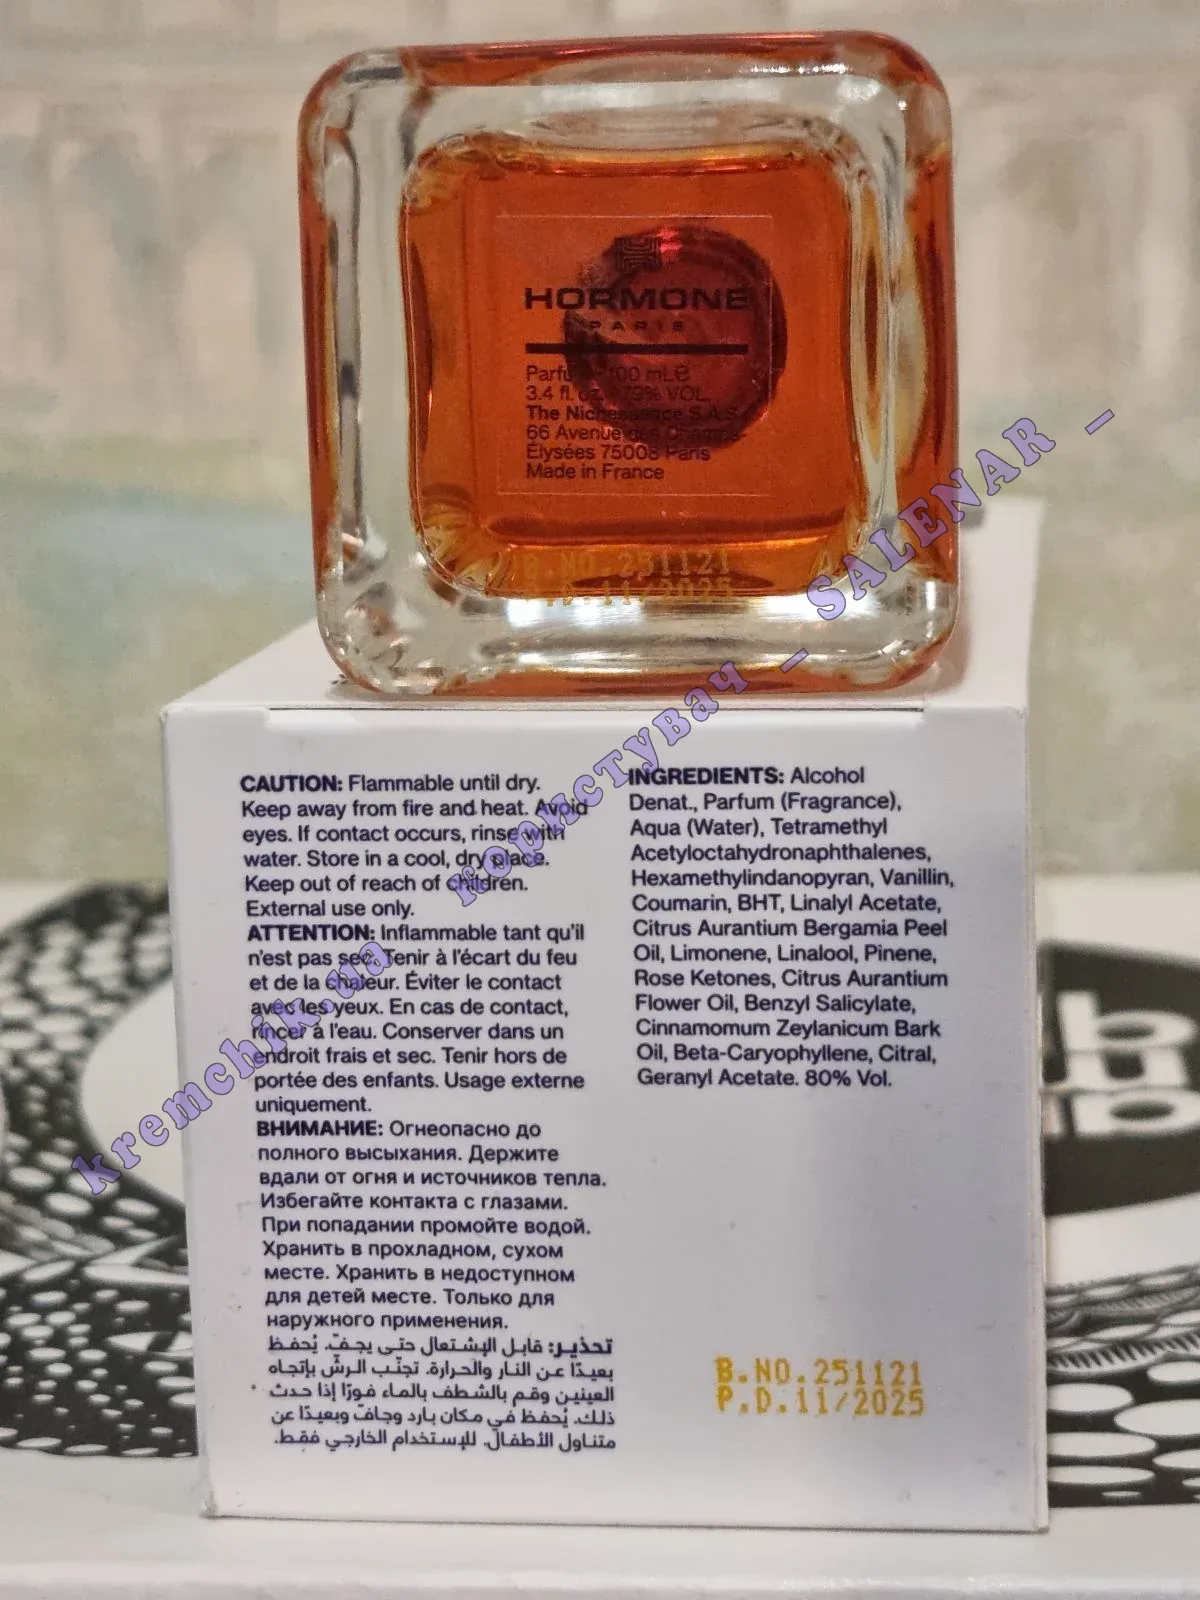 HORMONE
PARIS
Parfum 100 mL℮
3.4 fl. oz. 79% VOL.
The Nichessence S.A.S
66 Avenue des Champs-
Élysées 75008 Paris
Made in France
B.NO.251121
P.D.11/2025
CAUTION: Flammable until dry.
Keep away from fire and heat. Avoid
eyes. If contact occurs, rinse with
water. Store in a cool, dry place.
Keep out of reach of children.
External use only.
ATTENTION: Inflammable tant qu'il
n'est pas sec. Tenir à l'écart du feu
et de la chaleur. Éviter le contact
avec les yeux. En cas de contact,
rincer à l'eau. Conserver dans un
endroit frais et sec. Tenir hors de
portée des enfants. Usage externe
uniquement.
ВНИМАНИЕ: Огнеопасно до
полного высыхания. Держите
вдали от огня и источников тепла.
Избегайте контакта с глазами.
При попадании промойте водой.
Хранить в прохладном, сухом
месте. Хранить в недоступном
для детей месте. Только для
наружного применения.
تحذير: قابل للإشتعال حتى يجفّ. يُحفظ
بعيدًا عن النار والحرارة. تجنّب الرشّ بإتجاه
العينين وقم بالشطف بالماء فورًا إذا حدث
ذلك. يُحفظ في مكان بارد وجافّ وبعيدًا عن
متناول الأطفال. للإستخدام الخارجي فقط.
INGREDIENTS: Alcohol
Denat., Parfum (Fragrance),
Aqua (Water), Tetramethyl
Acetyloctahydronaphthalenes,
Hexamethylindanopyran, Vanillin,
Coumarin, BHT, Linalyl Acetate,
Citrus Aurantium Bergamia Peel
Oil, Limonene, Linalool, Pinene,
Rose Ketones, Citrus Aurantium
Flower Oil, Benzyl Salicylate,
Cinnamomum Zeylanicum Bark
Oil, Beta-Caryophyllene, Citral,
Geranyl Acetate. 80% Vol.
B.NO.251121
P.D.11/2025
kremchik.ua користувач _ SALENAR _